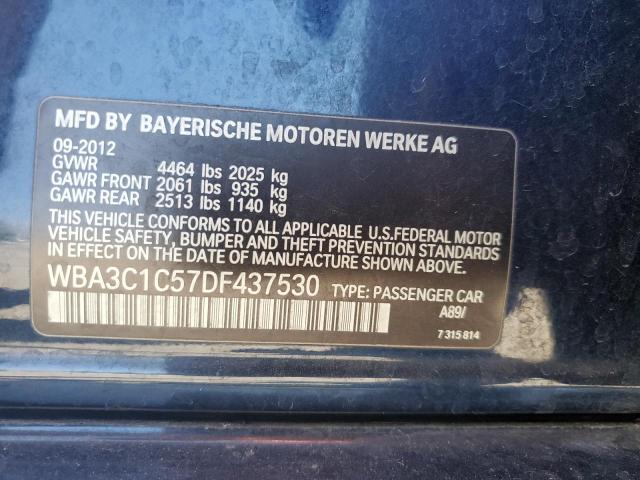 MFD BY BAYERISCHE MOTOREN WERKE AG
09-2012
GVWR 4464 lbs 2025 kg
GAWR FRONT 2061 lbs 935 kg
GAWR REAR 2513 lbs 1140 kg
THIS VEHICLE CONFORMS TO ALL APPLICABLE U.S.FEDERAL MOTOR
VEHICLE SAFETY, BUMPER AND THEFT PREVENTION STANDARDS
IN EFFECT ON THE DATE OF MANUFACTURE SHOWN ABOVE.
WBA3C1C57DF437530 TYPE: PASSENGER CAR
A89/
7 315 814